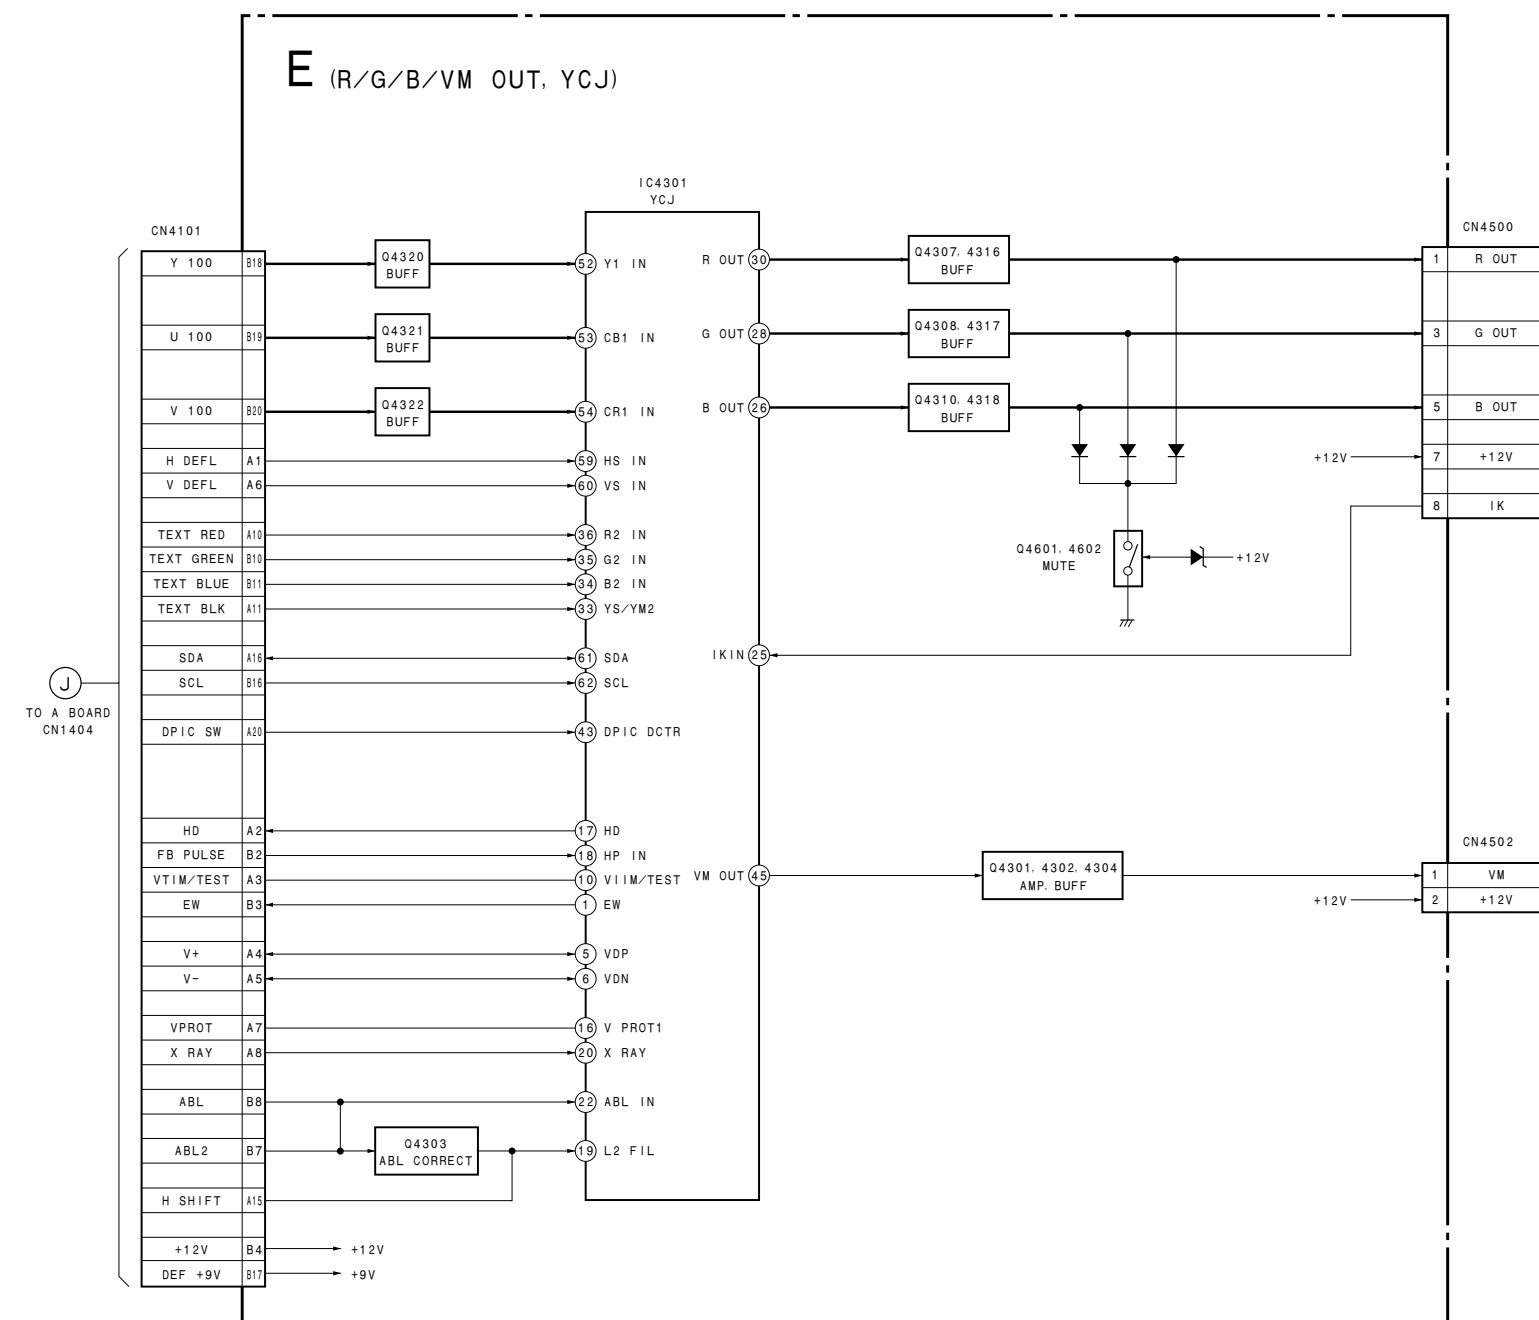 E (R/G/B/VM OUT, YCJ)
IC4301
YCJ
CN4101
Y 100 B18
U 100 B19
V 100 B20
H DEFL A1
V DEFL A6
TEXT RED A10
TEXT GREEN B10
TEXT BLUE B11
TEXT BLK A11
SDA A16
SCL B16
DPIC SW A20
HD A2
FB PULSE B2
VTIM/TEST A3
EW B3
V+ A4
V- A5
VPROT A7
X RAY A8
ABL B8
ABL2 B7
H SHIFT A15
+12V B4
DEF +9V B17
J
TO A BOARD
CN1404
Q4320
BUFF
Q4321
BUFF
Q4322
BUFF
Q4303
ABL CORRECT
+12V
+9V
52 Y1 IN
53 CB1 IN
54 CR1 IN
59 HS IN
60 VS IN
36 R2 IN
35 G2 IN
34 B2 IN
33 YS/YM2
61 SDA
62 SCL
43 DPIC DCTR
17 HD
18 HP IN
10 VIIM/TEST
1 EW
5 VDP
6 VDN
16 V PROT1
20 X RAY
22 ABL IN
19 L2 FIL
R OUT 30
G OUT 28
B OUT 26
IKIN 25
VM OUT 45
Q4307, 4316
BUFF
Q4308, 4317
BUFF
Q4310, 4318
BUFF
Q4601, 4602
MUTE
+12V
Q4301, 4302, 4304
AMP, BUFF
CN4500
1 R OUT
3 G OUT
5 B OUT
+12V 7 +12V
8 IK
CN4502
1 VM
+12V 2 +12V